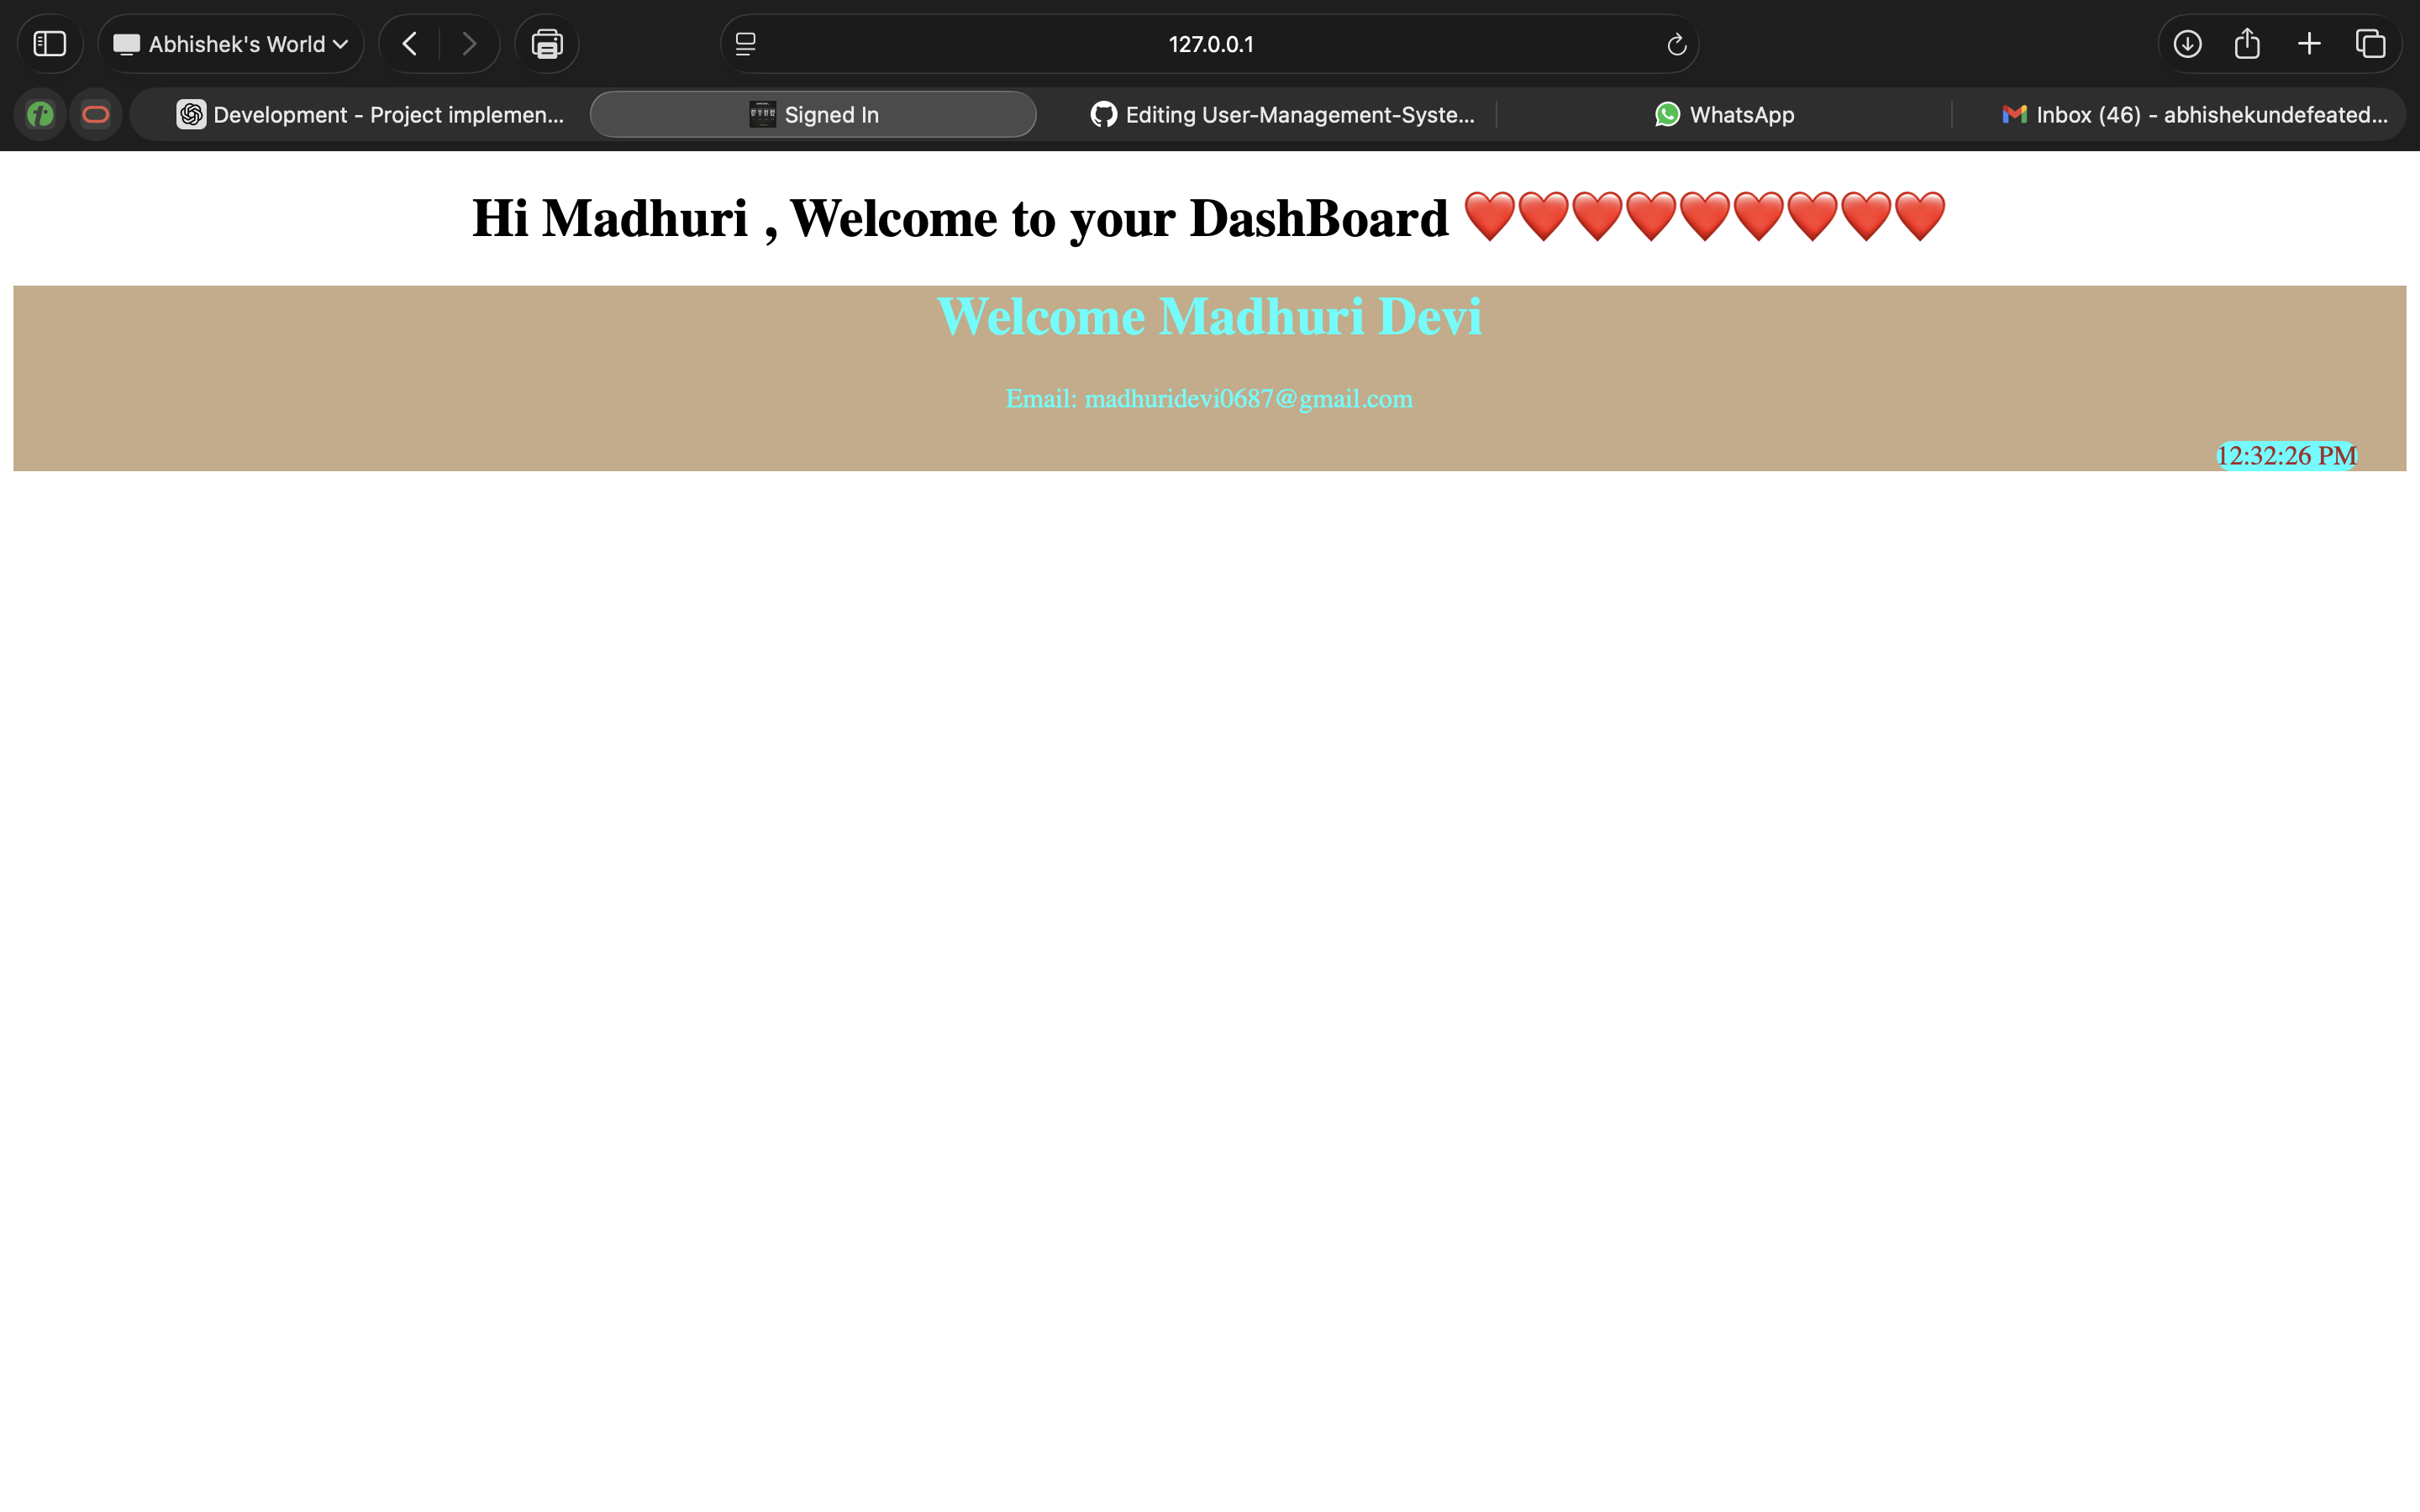 Abhishek's World
127.0.0.1
Development - Project implemen...
Signed In
Editing User-Management-Syste...
WhatsApp
Inbox (46) - abhishekundefeated...
Hi Madhuri , Welcome to your DashBoard ❤️❤️❤️❤️❤️❤️❤️❤️❤️
Welcome Madhuri Devi
Email: madhuridevi0687@gmail.com
12:32:26 PM